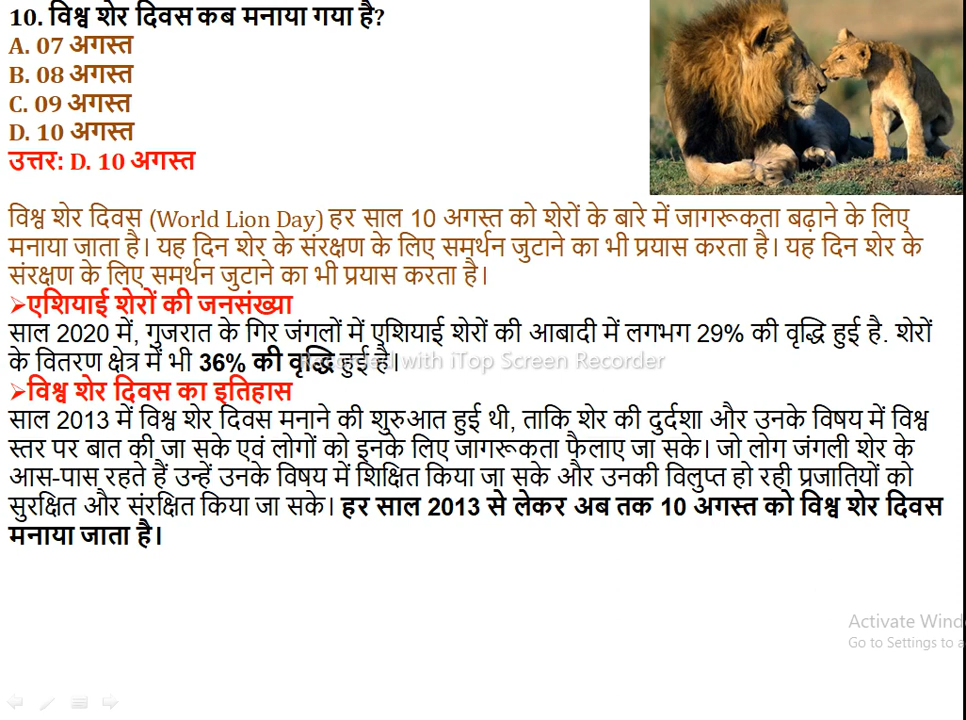 10. विश्व शेर दिवस कब मनाया गया है?
A. 07 अगस्त
B. 08 अगस्त
C. 09 अगस्त
D. 10 अगस्त
उत्तर: D. 10 अगस्त
विश्व शेर दिवस (World Lion Day) हर साल 10 अगस्त को शेरों के बारे में जागरूकता बढ़ाने के लिए
मनाया जाता है। यह दिन शेर के संरक्षण के लिए समर्थन जुटाने का भी प्रयास करता है। यह दिन शेर के
संरक्षण के लिए समर्थन जुटाने का भी प्रयास करता है।
➢एशियाई शेरों की जनसंख्या
साल 2020 में, गुजरात के गिर जंगलों में एशियाई शेरों की आबादी में लगभग 29% की वृद्धि हुई है. शेरों
के वितरण क्षेत्र में भी 36% की वृद्धि हुई है।
Recorded with iTop Screen Recorder
➢विश्व शेर दिवस का इतिहास
साल 2013 में विश्व शेर दिवस मनाने की शुरुआत हुई थी, ताकि शेर की दुर्दशा और उनके विषय में विश्व
स्तर पर बात की जा सके एवं लोगों को इनके लिए जागरूकता फैलाए जा सके। जो लोग जंगली शेर के
आस-पास रहते हैं उन्हें उनके विषय में शिक्षित किया जा सके और उनकी विलुप्त हो रही प्रजातियों को
सुरक्षित और संरक्षित किया जा सके। हर साल 2013 से लेकर अब तक 10 अगस्त को विश्व शेर दिवस
मनाया जाता है।
Activate Wind
Go to Settings to a